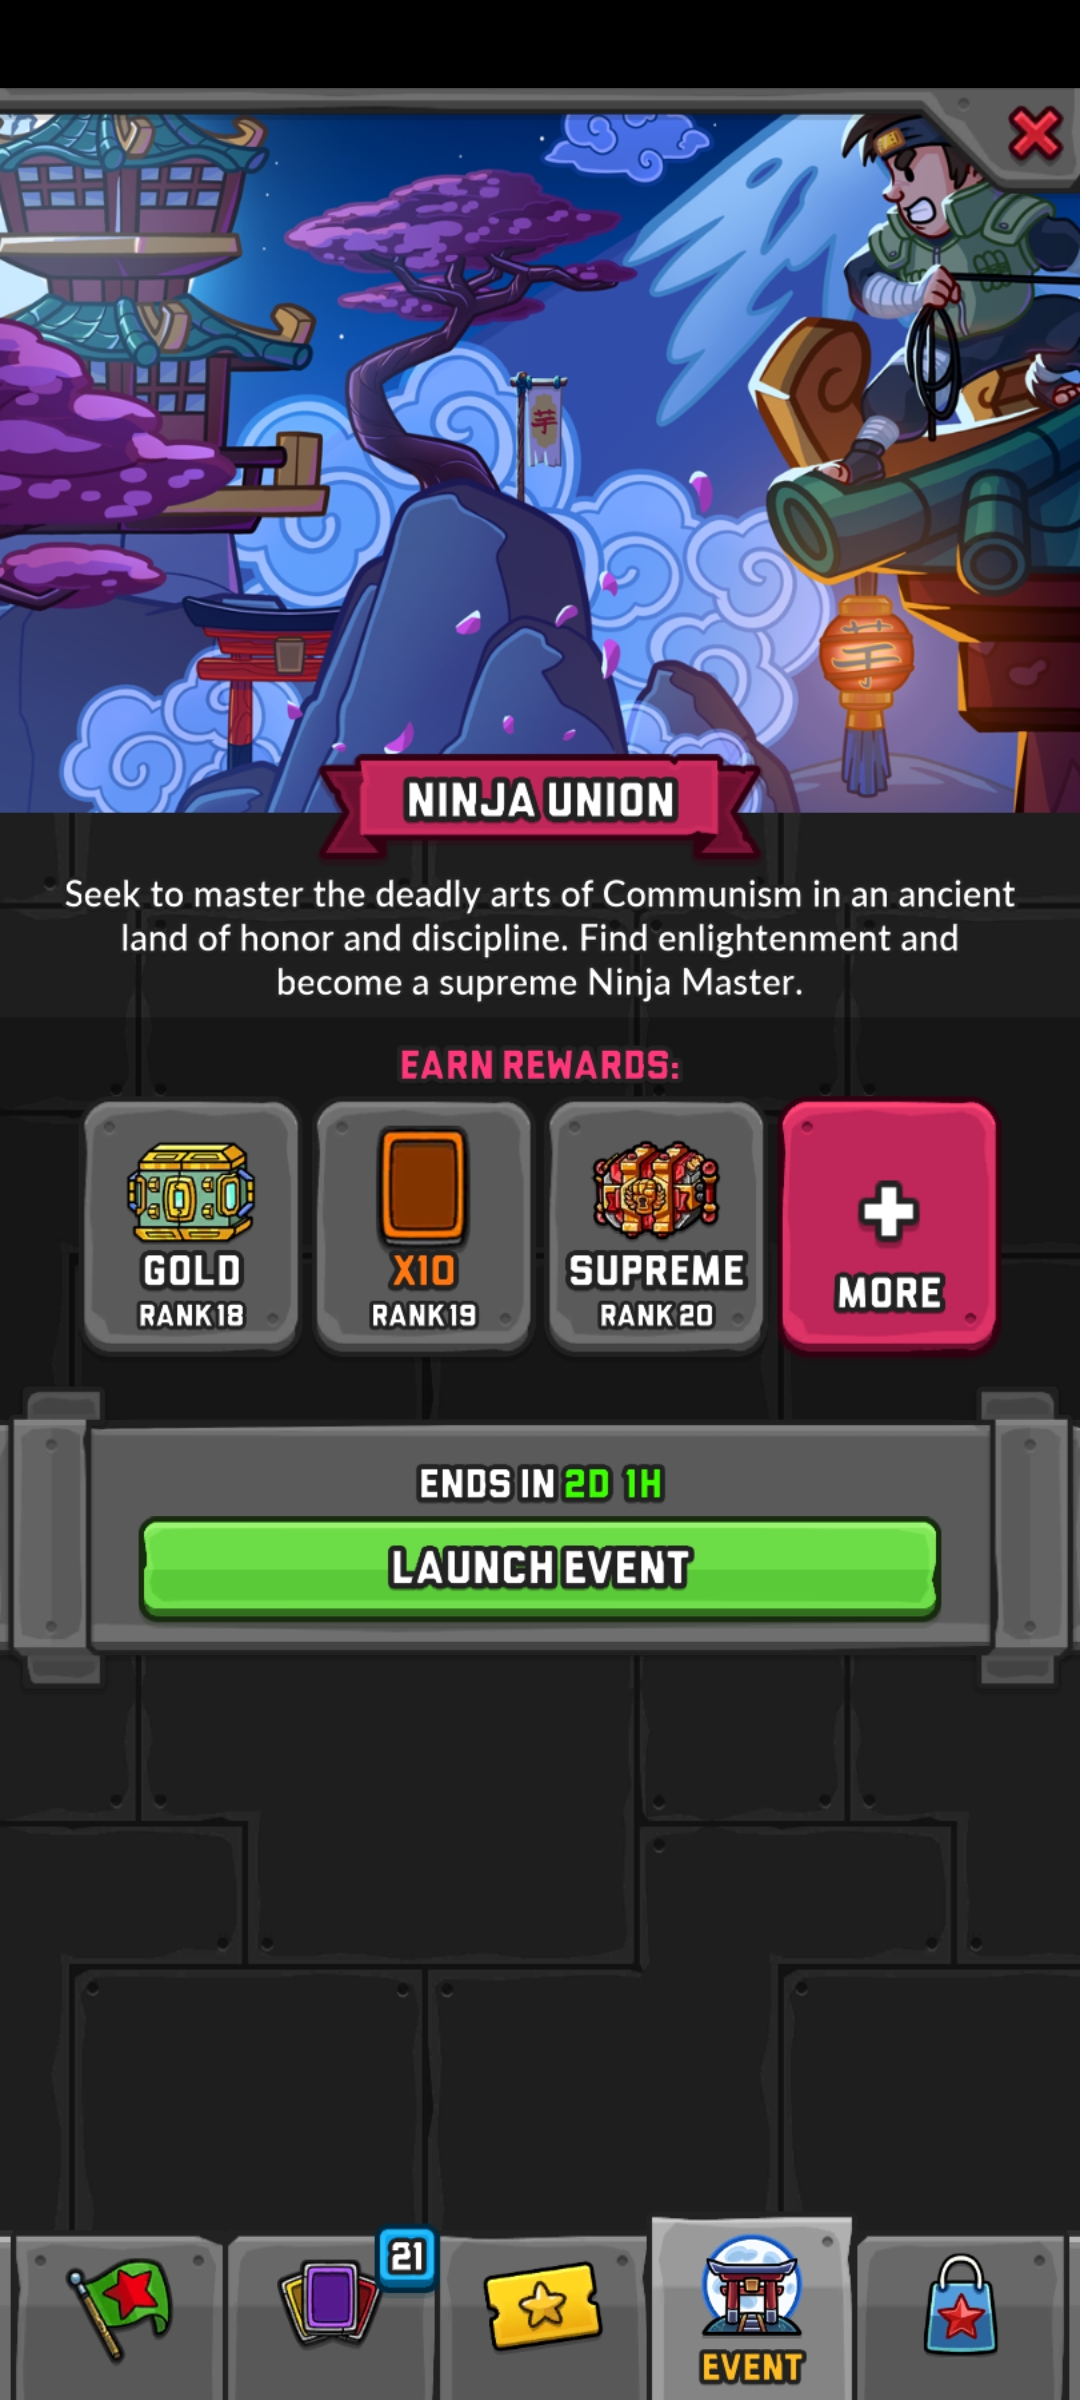 芋
芋
NINJA UNION
Seek to master the deadly arts of Communism in an ancient
land of honor and discipline. Find enlightenment and
become a supreme Ninja Master.
EARN REWARDS:
GOLD
RANK 18
X10
RANK 19
SUPREME
RANK 20
MORE
ENDS IN 2D 1H
LAUNCH EVENT
21
EVENT